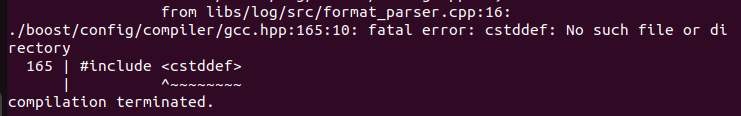 from libs/log/src/format_parser.cpp:16:
./boost/config/compiler/gcc.hpp:165:10: fatal error: cstddef: No such file or di
rectory
165 | #include <cstddef>
| ^~~~~~~~~
compilation terminated.